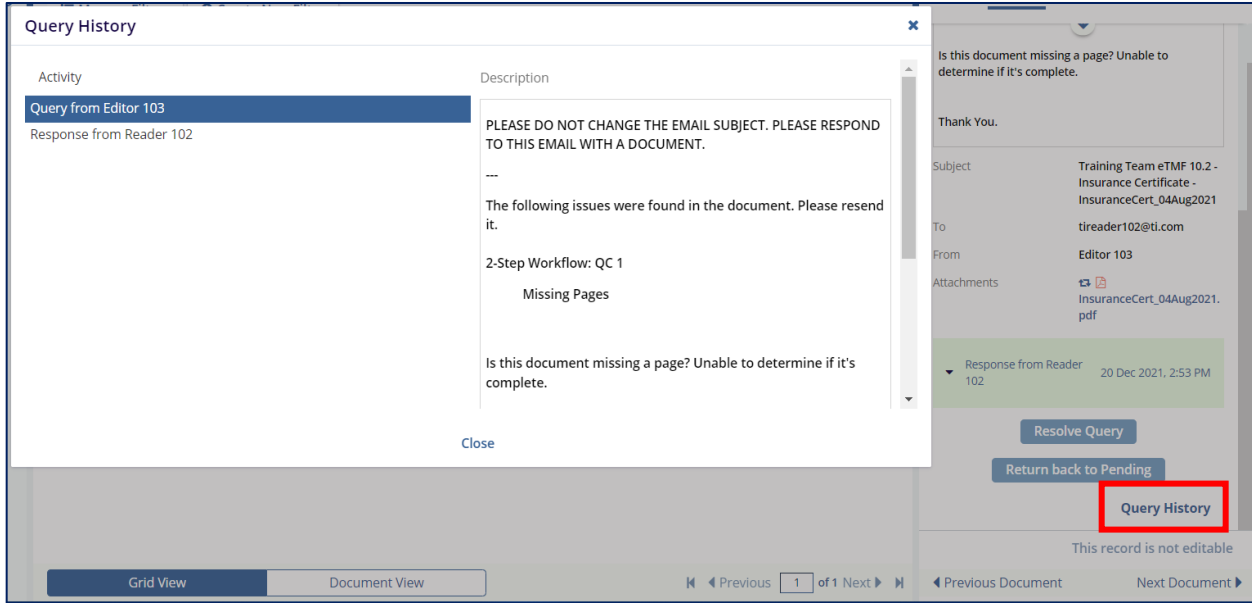 Query History
Activity
Description
Query from Editor 103
Response from Reader 102
PLEASE DO NOT CHANGE THE EMAIL SUBJECT. PLEASE RESPOND
TO THIS EMAIL WITH A DOCUMENT.
---
The following issues were found in the document. Please resend
it.
2-Step Workflow: QC 1
Missing Pages
Is this document missing a page? Unable to determine if it's
complete.
Close
Is this document missing a page? Unable to
determine if it's complete.
Thank You.
Subject
Training Team eTMF 10.2 -
Insurance Certificate -
InsuranceCert_04Aug2021
To
tireader102@ti.com
From
Editor 103
Attachments
InsuranceCert_04Aug2021.
pdf
Response from Reader
102
20 Dec 2021, 2:53 PM
Resolve Query
Return back to Pending
Query History
This record is not editable
Grid View
Document View
Previous 1 of 1 Next
Previous Document
Next Document